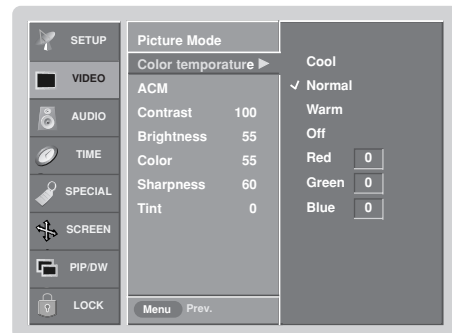 SETUP
VIDEO
AUDIO
TIME
SPECIAL
SCREEN
PIP/DW
LOCK
Picture Mode
Color temporature ▶
ACM
Contrast 100
Brightness 55
Color 55
Sharpness 60
Tint 0
Menu Prev.
Cool
✓ Normal
Warm
Off
Red 0
Green 0
Blue 0